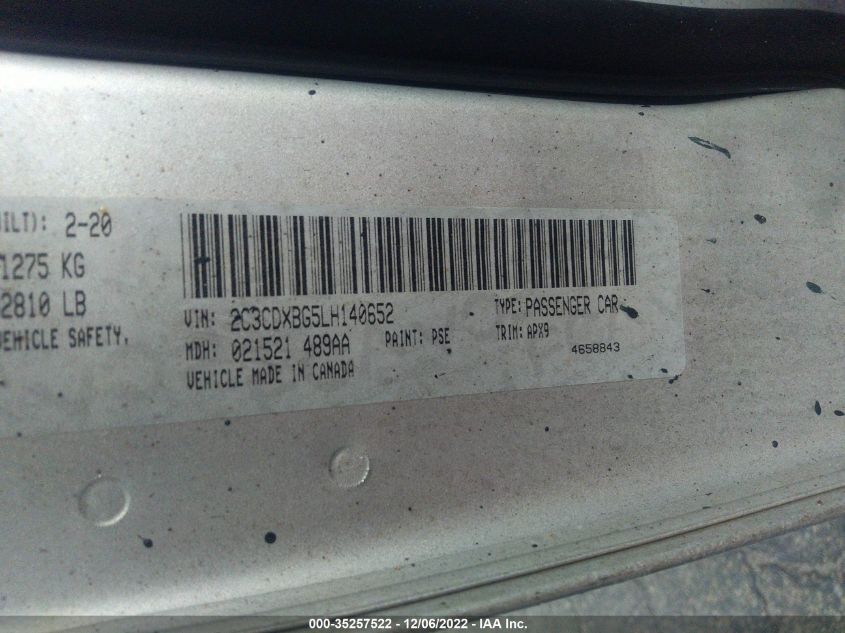 UILT): 2-20
1275 KG
2810 LB
VEHICLE SAFETY.
VIN: 2C3CDXBG5LH140652
TYPE: PASSENGER CAR
MDH: 021521 489AA
PAINT: PSE
TRIM: APX9
4658843
VEHICLE MADE IN CANADA
000-35257522 - 12/06/2022 - IAA Inc.